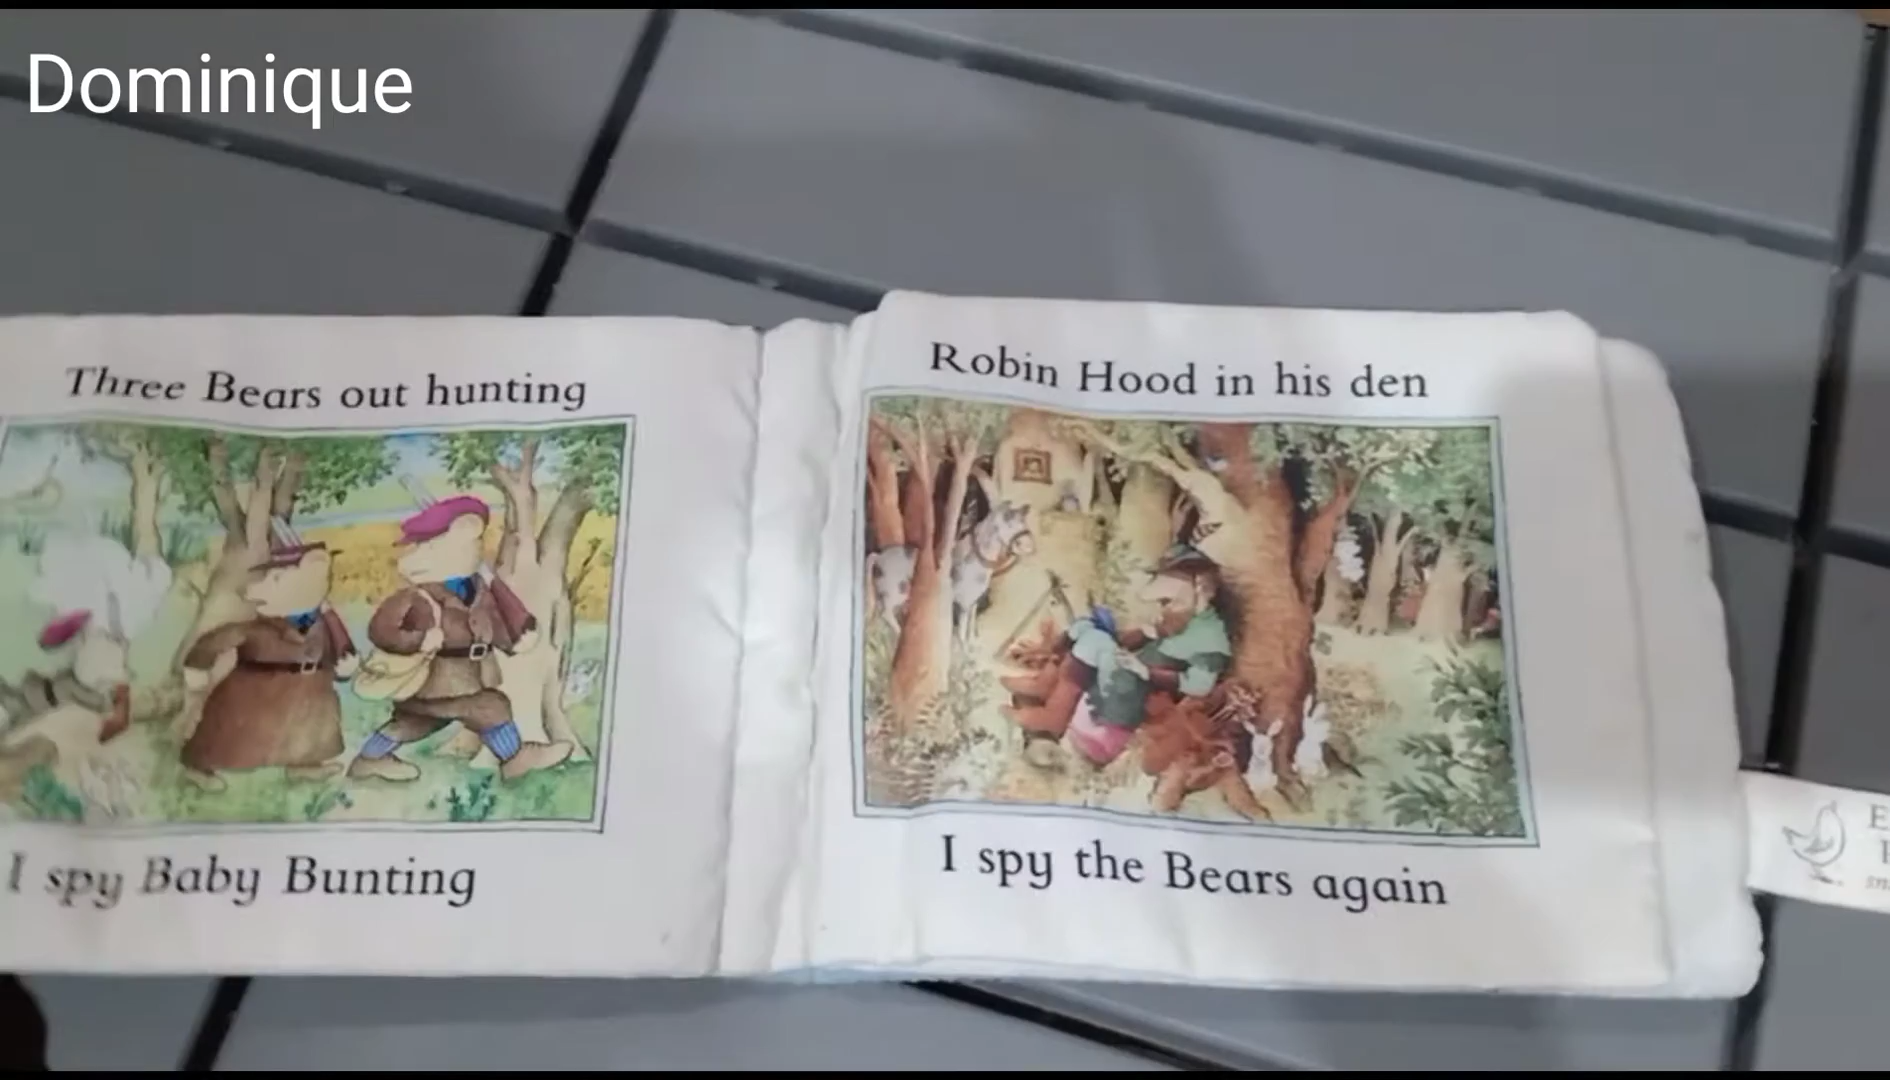 Dominique
Three Bears out hunting
I spy Baby Bunting
Robin Hood in his den
I spy the Bears again